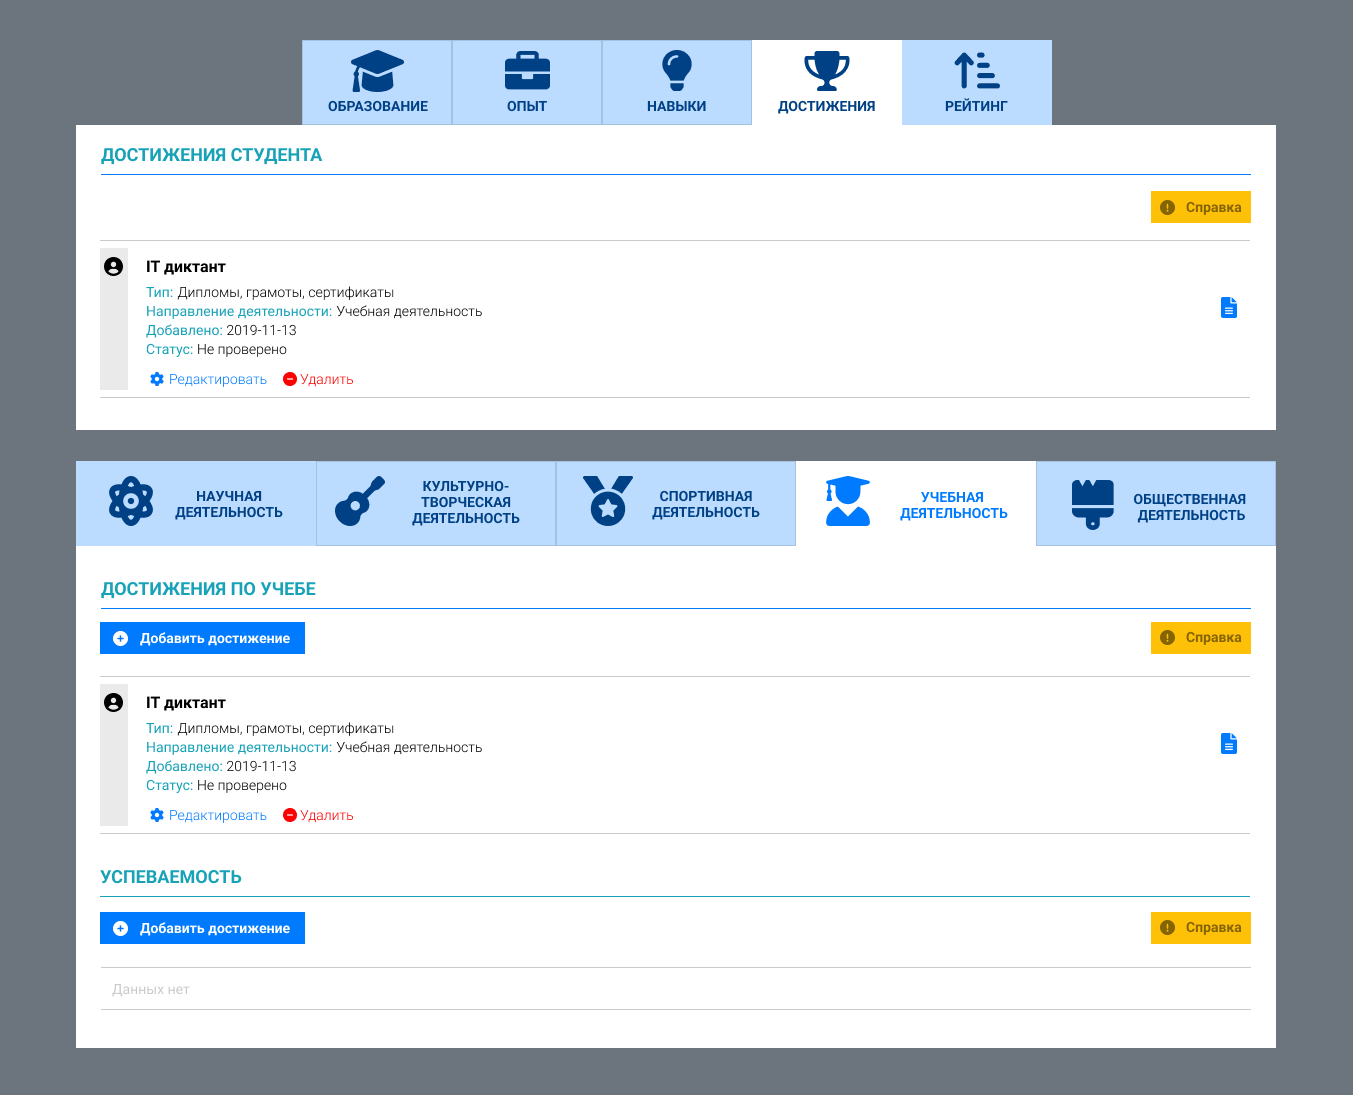 ОБРАЗОВАНИЕ
ОПЫТ
НАВЫКИ
ДОСТИЖЕНИЯ
РЕЙТИНГ
ДОСТИЖЕНИЯ СТУДЕНТА
Справка
IT диктант
Тип: Дипломы, грамоты, сертификаты
Направление деятельности: Учебная деятельность
Добавлено: 2019-11-13
Статус: Не проверено
Редактировать
Удалить
НАУЧНАЯ
ДЕЯТЕЛЬНОСТЬ
КУЛЬТУРНО-
ТВОРЧЕСКАЯ
ДЕЯТЕЛЬНОСТЬ
СПОРТИВНАЯ
ДЕЯТЕЛЬНОСТЬ
УЧЕБНАЯ
ДЕЯТЕЛЬНОСТЬ
ОБЩЕСТВЕННАЯ
ДЕЯТЕЛЬНОСТЬ
ДОСТИЖЕНИЯ ПО УЧЕБЕ
Добавить достижение
Справка
IT диктант
Тип: Дипломы, грамоты, сертификаты
Направление деятельности: Учебная деятельность
Добавлено: 2019-11-13
Статус: Не проверено
Редактировать
Удалить
УСПЕВАЕМОСТЬ
Добавить достижение
Справка
Данных нет